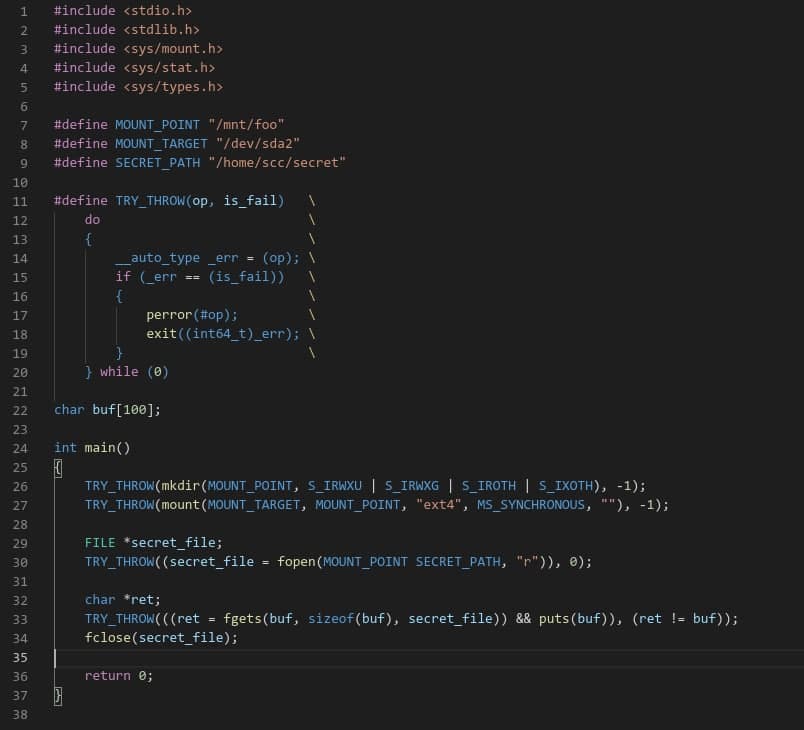 1 #include <stdio.h>
2 #include <stdlib.h>
3 #include <sys/mount.h>
4 #include <sys/stat.h>
5 #include <sys/types.h>
6
7 #define MOUNT_POINT "/mnt/foo"
8 #define MOUNT_TARGET "/dev/sda2"
9 #define SECRET_PATH "/home/scc/secret"
10
11 #define TRY_THROW(op, is_fail)   \
12     do                           \
13     {                            \
14         __auto_type _err = (op); \
15         if (_err == (is_fail))   \
16         {                        \
17             perror(#op);         \
18             exit((int64_t)_err); \
19         }                        \
20     } while (0)
21
22 char buf[100];
23
24 int main()
25 {
26     TRY_THROW(mkdir(MOUNT_POINT, S_IRWXU | S_IRWXG | S_IROTH | S_IXOTH), -1);
27     TRY_THROW(mount(MOUNT_TARGET, MOUNT_POINT, "ext4", MS_SYNCHRONOUS, ""), -1);
28
29     FILE *secret_file;
30     TRY_THROW((secret_file = fopen(MOUNT_POINT SECRET_PATH, "r")), 0);
31
32     char *ret;
33     TRY_THROW(((ret = fgets(buf, sizeof(buf), secret_file)) && puts(buf)), (ret != buf));
34     fclose(secret_file);
35
36     return 0;
37 }
38